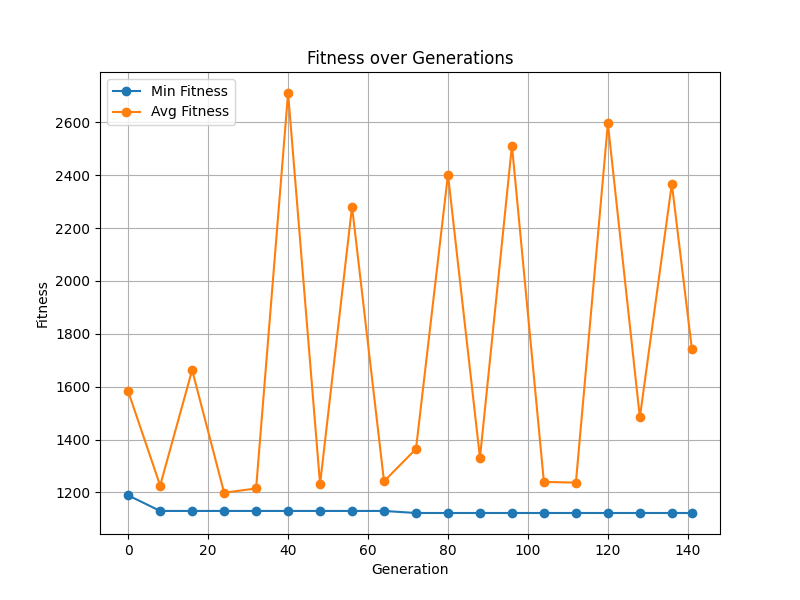 Fitness over Generations
Min Fitness
Avg Fitness
2600
2400
2200
2000
1800
1600
1400
1200
Fitness
0 20 40 60 80 100 120 140
Generation